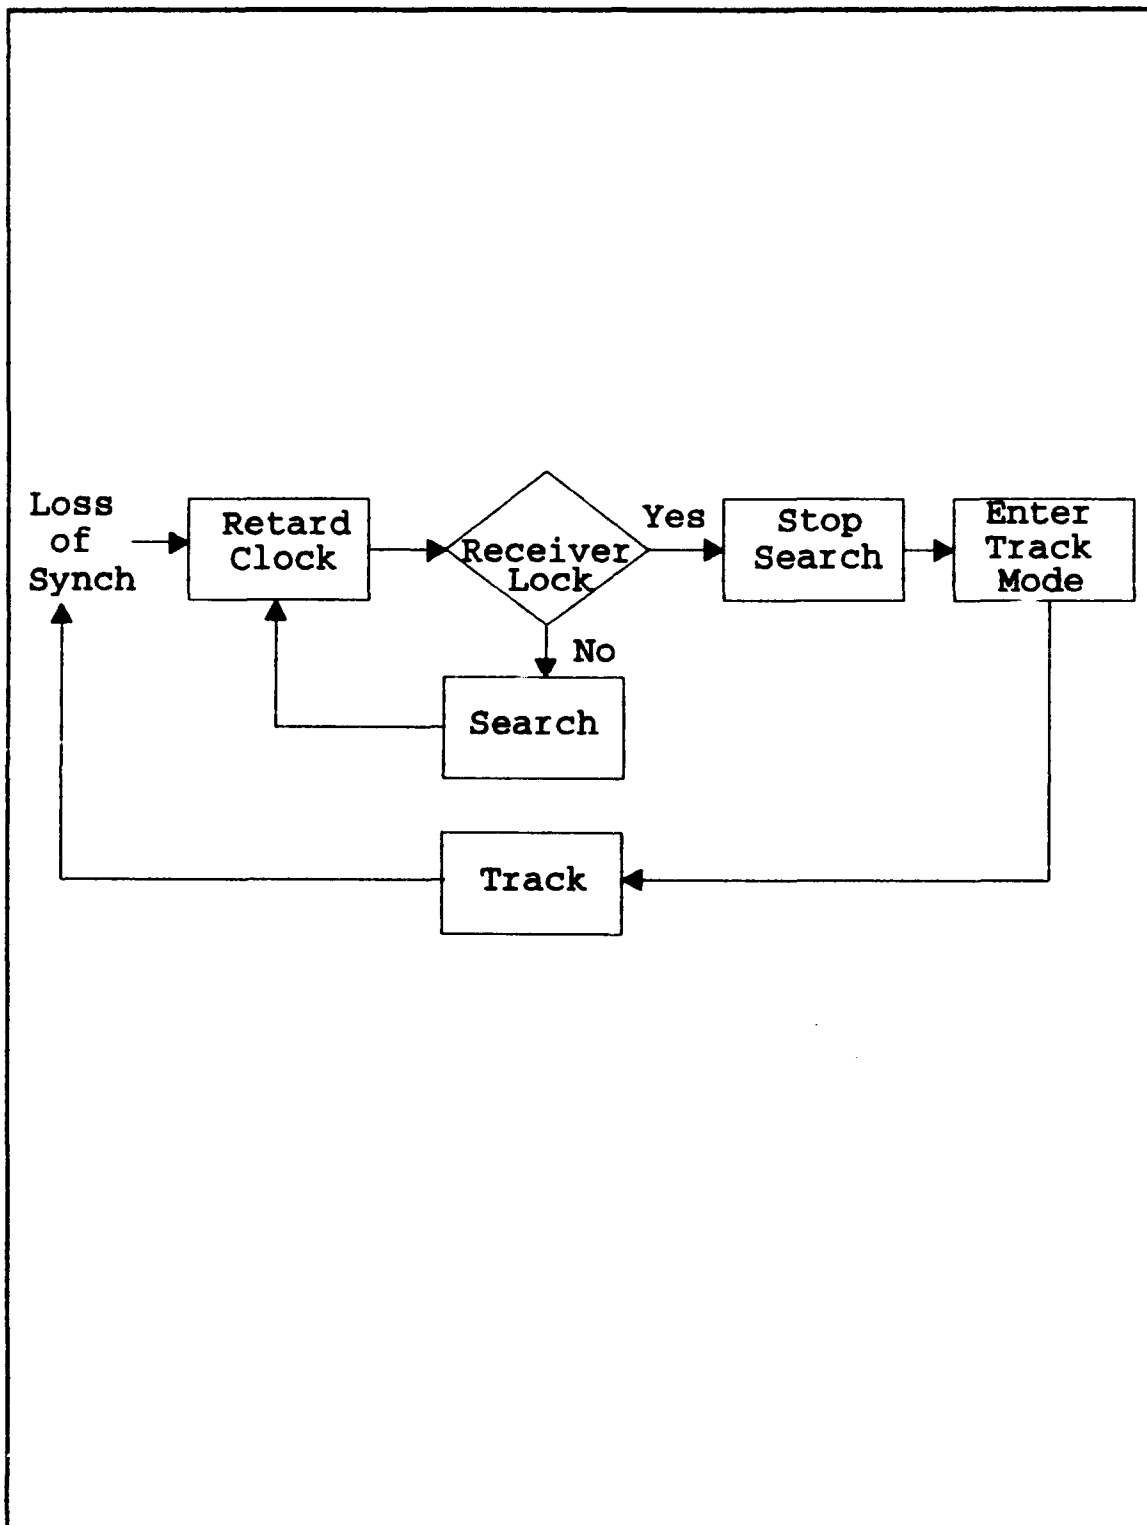 Loss
of
Synch
Retard
Clock
Receiver
Lock
Yes
No
Stop
Search
Enter
Track
Mode
Search
Track